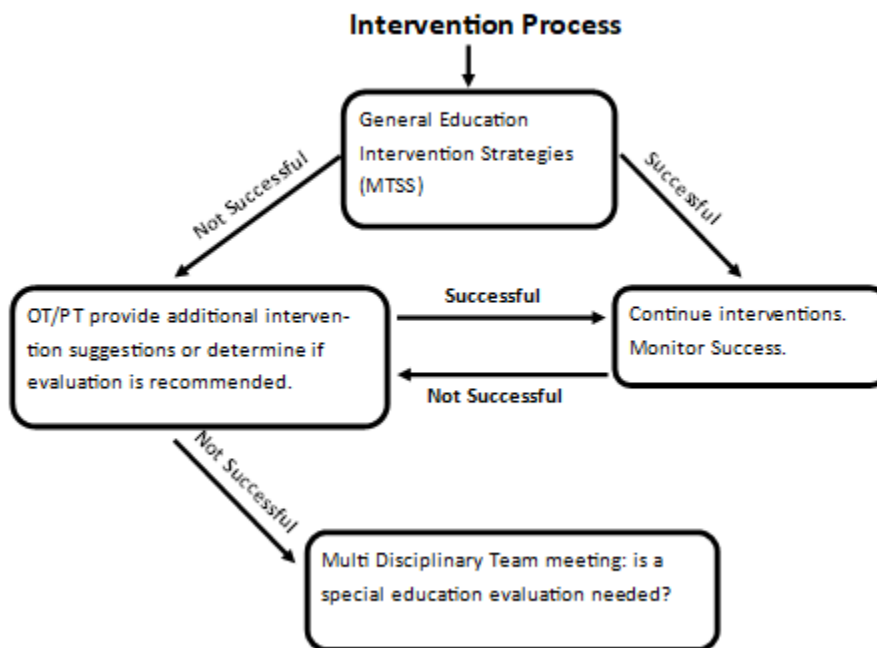 Intervention Process
General Education
Intervention Strategies
(MTSS)
Not Successful
Successful
OT/PT provide additional interven-
tion suggestions or determine if
evaluation is recommended.
Successful
Not Successful
Continue interventions.
Monitor Success.
Not Successful
Multi Disciplinary Team meeting: is a
special education evaluation needed?